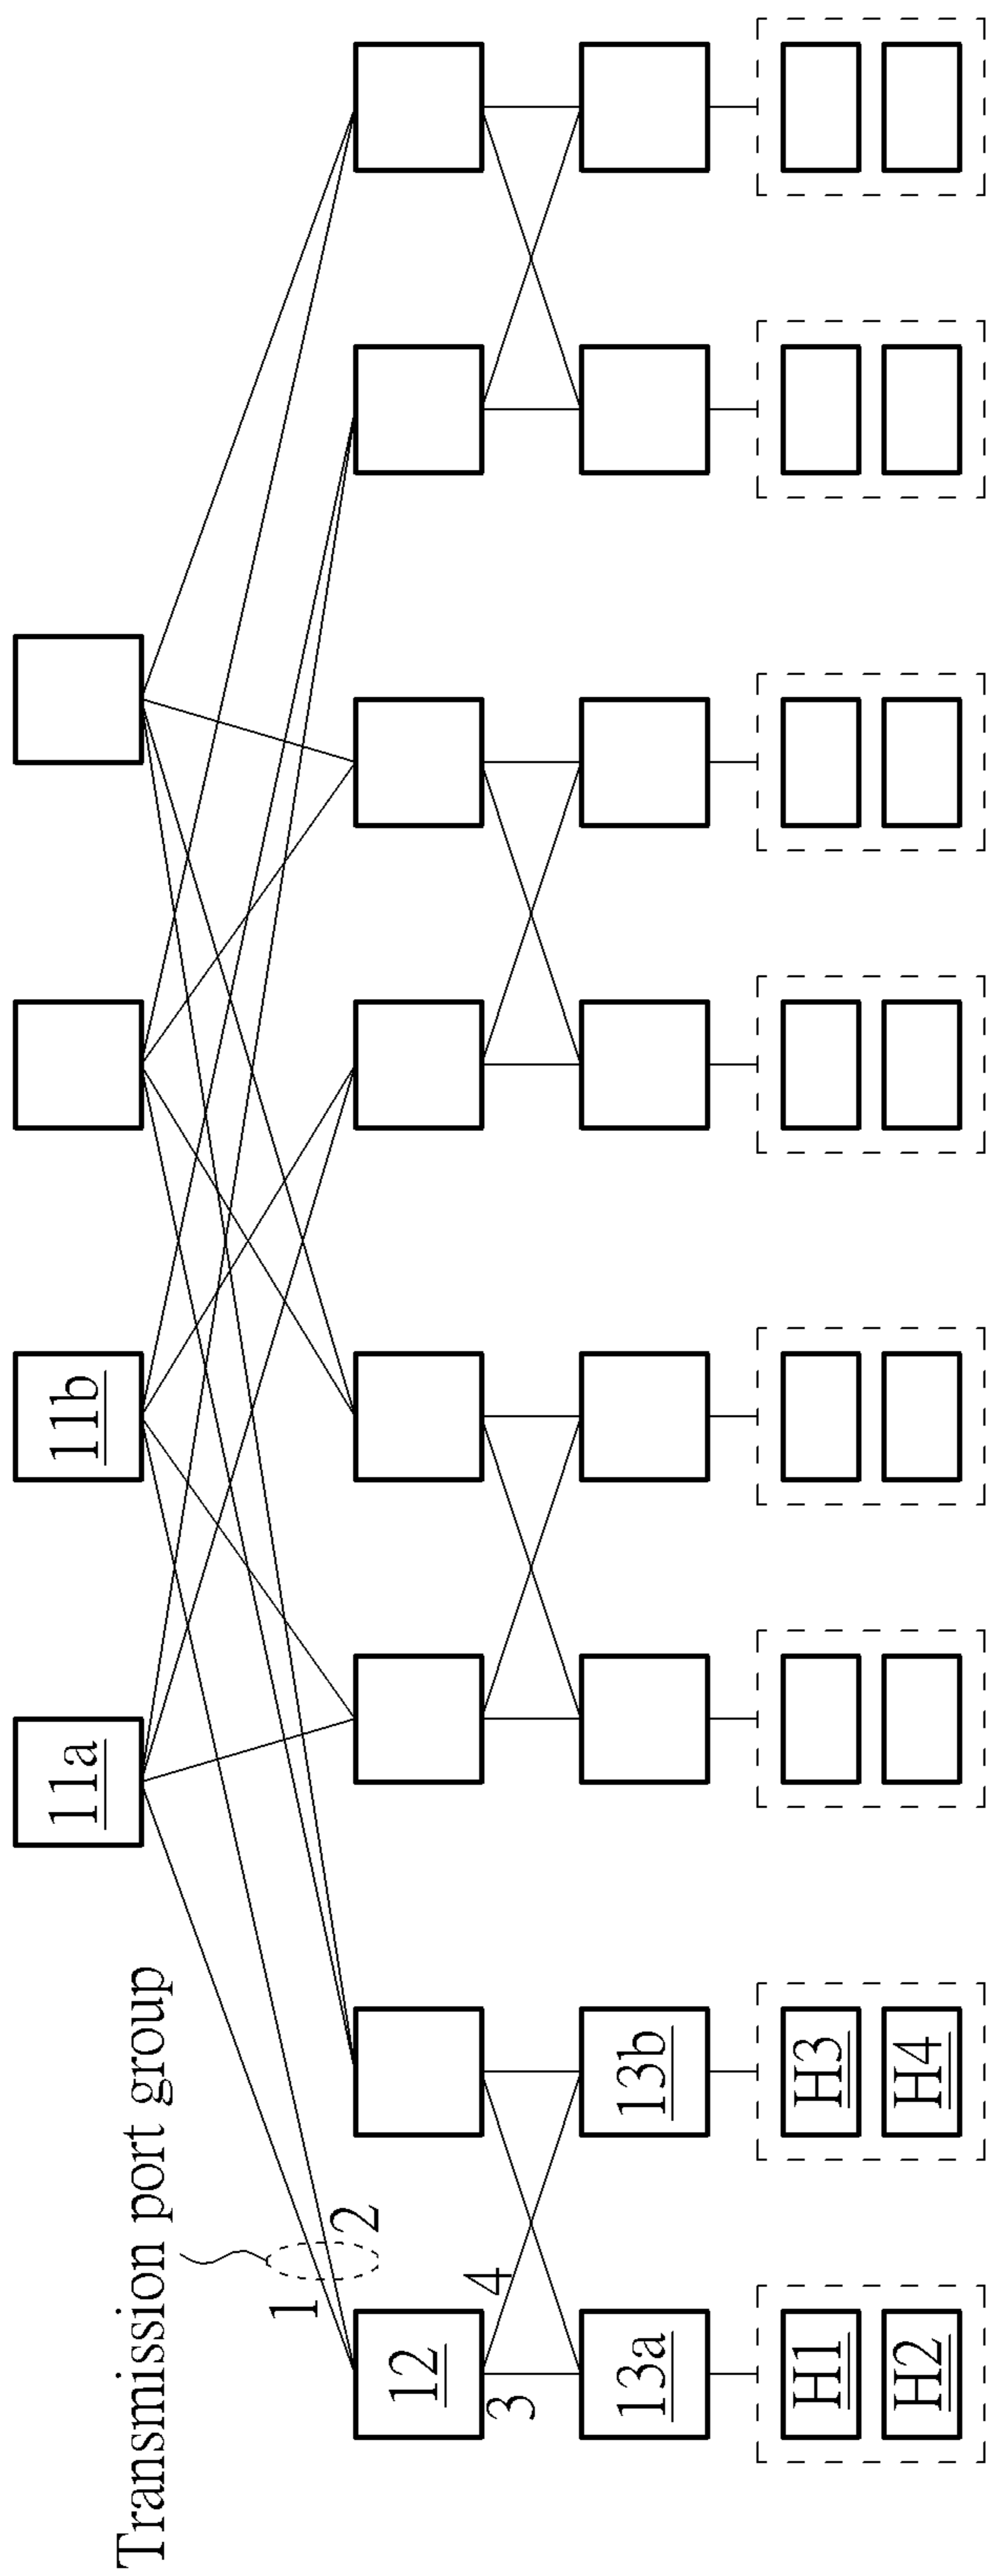 11a
11b
Transmission port group
1
2
12
3
4
13a
13b
H1
H3
H2
H4